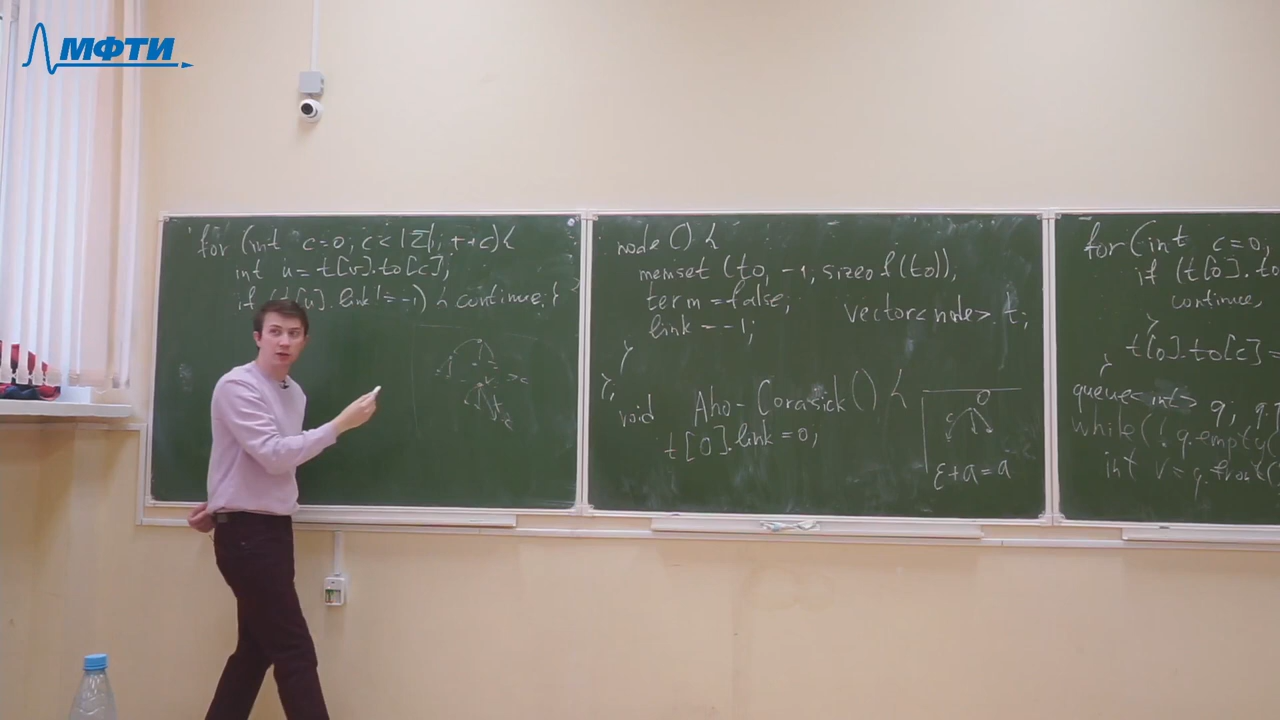 МФТИ
for (int c=0; c<|Σ|; ++c){
int u = t[v].to[c];
if (t[u].link != -1) { continue; }
node () {
memset (to, -1, sizeof(to));
term = false;
link = -1;
}
};
vector<node> t;
void Aho-Corasick() {
t[0].link = 0;
0
c
ε+a=a
for (int c=0,
if (t[0].to
continue;
}
t[0].to[c] =
}
queue<int> q; q.p
while (!q.empty(
int v = q.front(